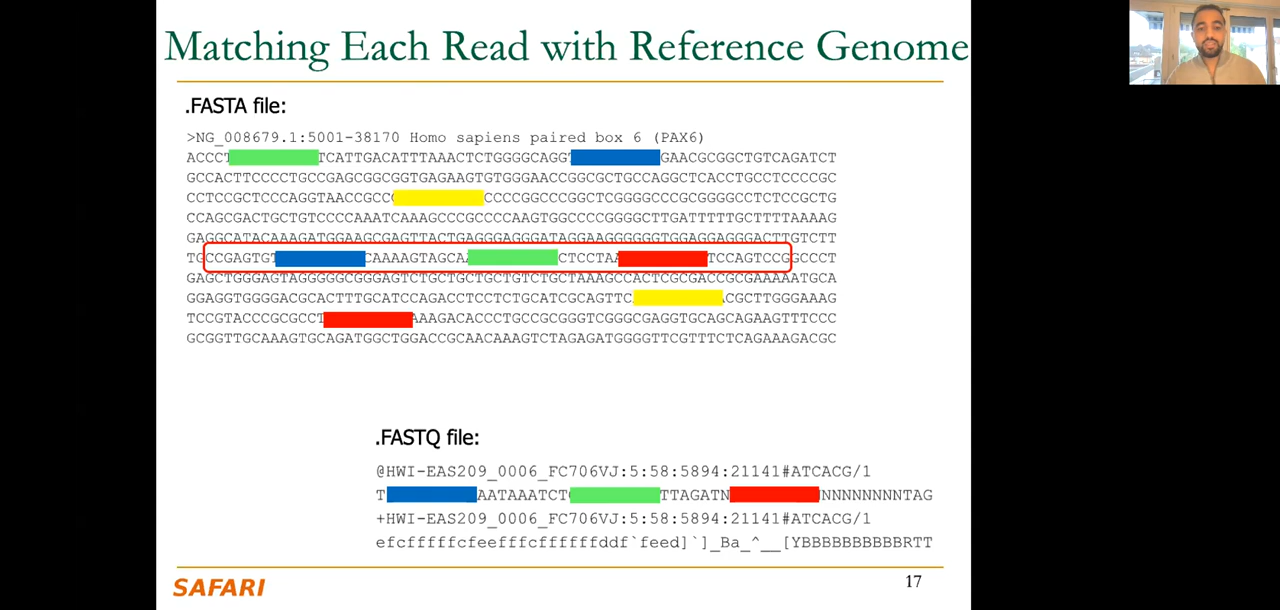 Matching Each Read with Reference Genome
.FASTA file:
>NG_008679.1:5001-38170 Homo sapiens paired box 6 (PAX6)
ACCCT TCATTGACATTTAAACTCTGGGGCAGGT GAACGCGGCTGTCAGATCT
GCCACTTCCCCTGCCGAGCGGCGGTGAGAAGTGTGGGAACCGGCGCTGCCAGGCTCACCTGCCTCCCCGC
CCTCCGCTCCCAGGTAACCGCCC CCCCGGCCCGGCTCGGGGCCCGCGGGGCCTCTCCGCTG
CCAGCGACTGCTGTCCCCAAATCAAAGCCCGCCCCAAGTGGCCCCGGGGCTTGATTTTTGCTTTTAAAAG
GAGGCATACAAAGATGGAAGCGAGTTACTGAGGGAGGGATAGGAAGGGGGGTGGAGGAGGGACTTGTCTT
TGCCGAGTGT CAAAAGTAGCAA CTCCTAA TCCAGTCCGGCCCT
GAGCTGGGAGTAGGGGGCGGGAGTCTGCTGCTGCTGTCTGCTAAAGCCACTCGCGACCGCGAAAAATGCA
GGAGGTGGGGACGCACTTTGCATCCAGACCTCCTCTGCATCGCAGTTC ACGCTTGGGAAAG
TCCGTACCCGCGCCT AAAGACACCCTGCCGCGGGTCGGGCGAGGTGCAGCAGAAGTTTCCC
GCGGTTGCAAAGTGCAGATGGCTGGACCGCAACAAAGTCTAGAGATGGGGTTCGTTTCTCAGAAAGACGC
.FASTQ file:
@HWI-EAS209_0006_FC706VJ:5:58:5894:21141#ATCACG/1
T AATAAATCT TTAGATN NNNNNNNNTAG
+HWI-EAS209_0006_FC706VJ:5:58:5894:21141#ATCACG/1
efcfffffcfeefffcffffffddf`feed]`]_Ba_^__[YBBBBBBBBBBRTT
SAFARI
17